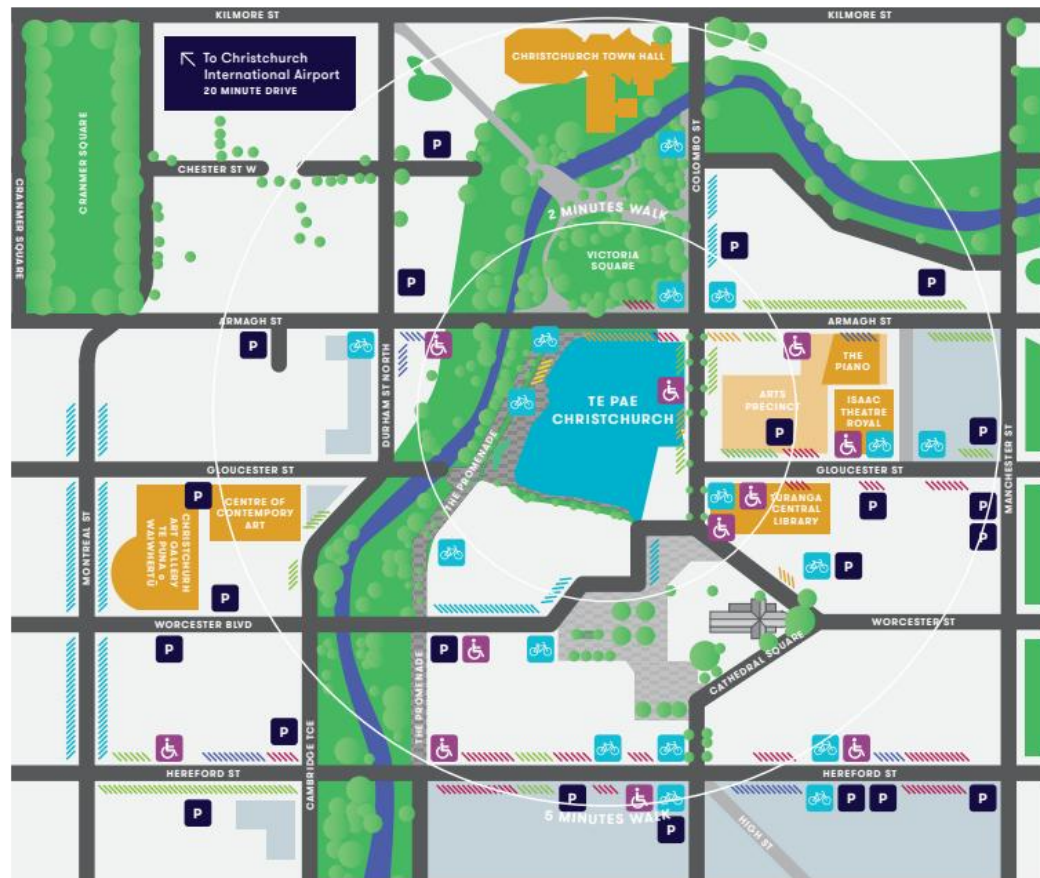 KILMORE ST
KILMORE ST
To Christchurch
International Airport
20 MINUTE DRIVE
CHRISTCHURCH TOWN HALL
CRANMER SQUARE
CRANMER SQUARE
P
CHESTER ST W
COLOMBO ST
2 MINUTES WALK
VICTORIA
SQUARE
P
P
P
ARMAGH ST
ARMAGH ST
P
DURHAM ST NORTH
TE PAE
CHRISTCHURCH
THE
PIANO
ARTS
PRECINCT
ISAAC
THEATRE
ROYAL
P
P
MANCHESTER ST
GLOUCESTER ST
THE PROMENADE
GLOUCESTER ST
P
CENTRE OF
CONTEMPORY
ART
CHRISTCHURH
ART GALLERY
TE PUNA O
WAIWHERTŪ
TURANGA
CENTRAL
LIBRARY
P
P
P
MONTREAL ST
P
P
WORCESTER BLVD
WORCESTER ST
P
P
THE PROMENADE
CATHEDRAL SQUARE
P
CAMBRIDGE TCE
HEREFORD ST
HEREFORD ST
P
P
P
P
P
5 MINUTES WALK
P
HIGH ST